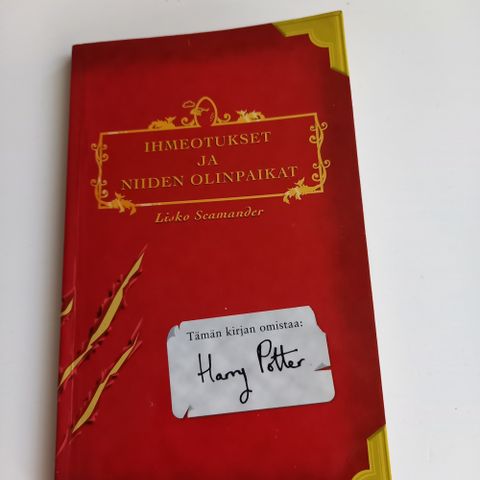 IHMEOTUKSET
JA
NIIDEN OLINPAIKAT
Lisko Scamander
Tämän kirjan omistaa:
Harry Potter